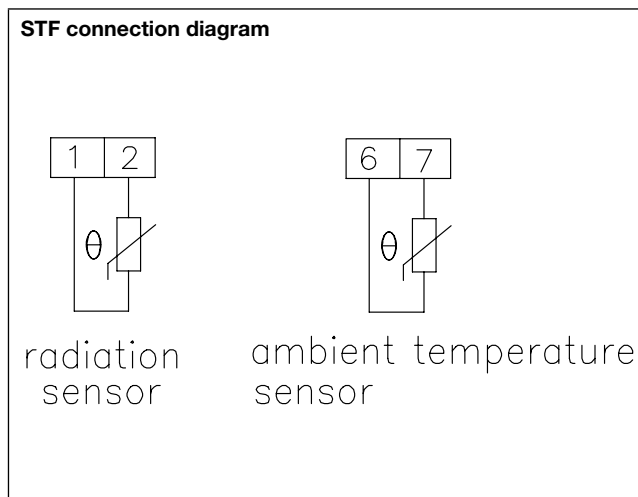 STF connection diagram
1 2
6 7
θ
θ
radiation
sensor
ambient temperature
sensor